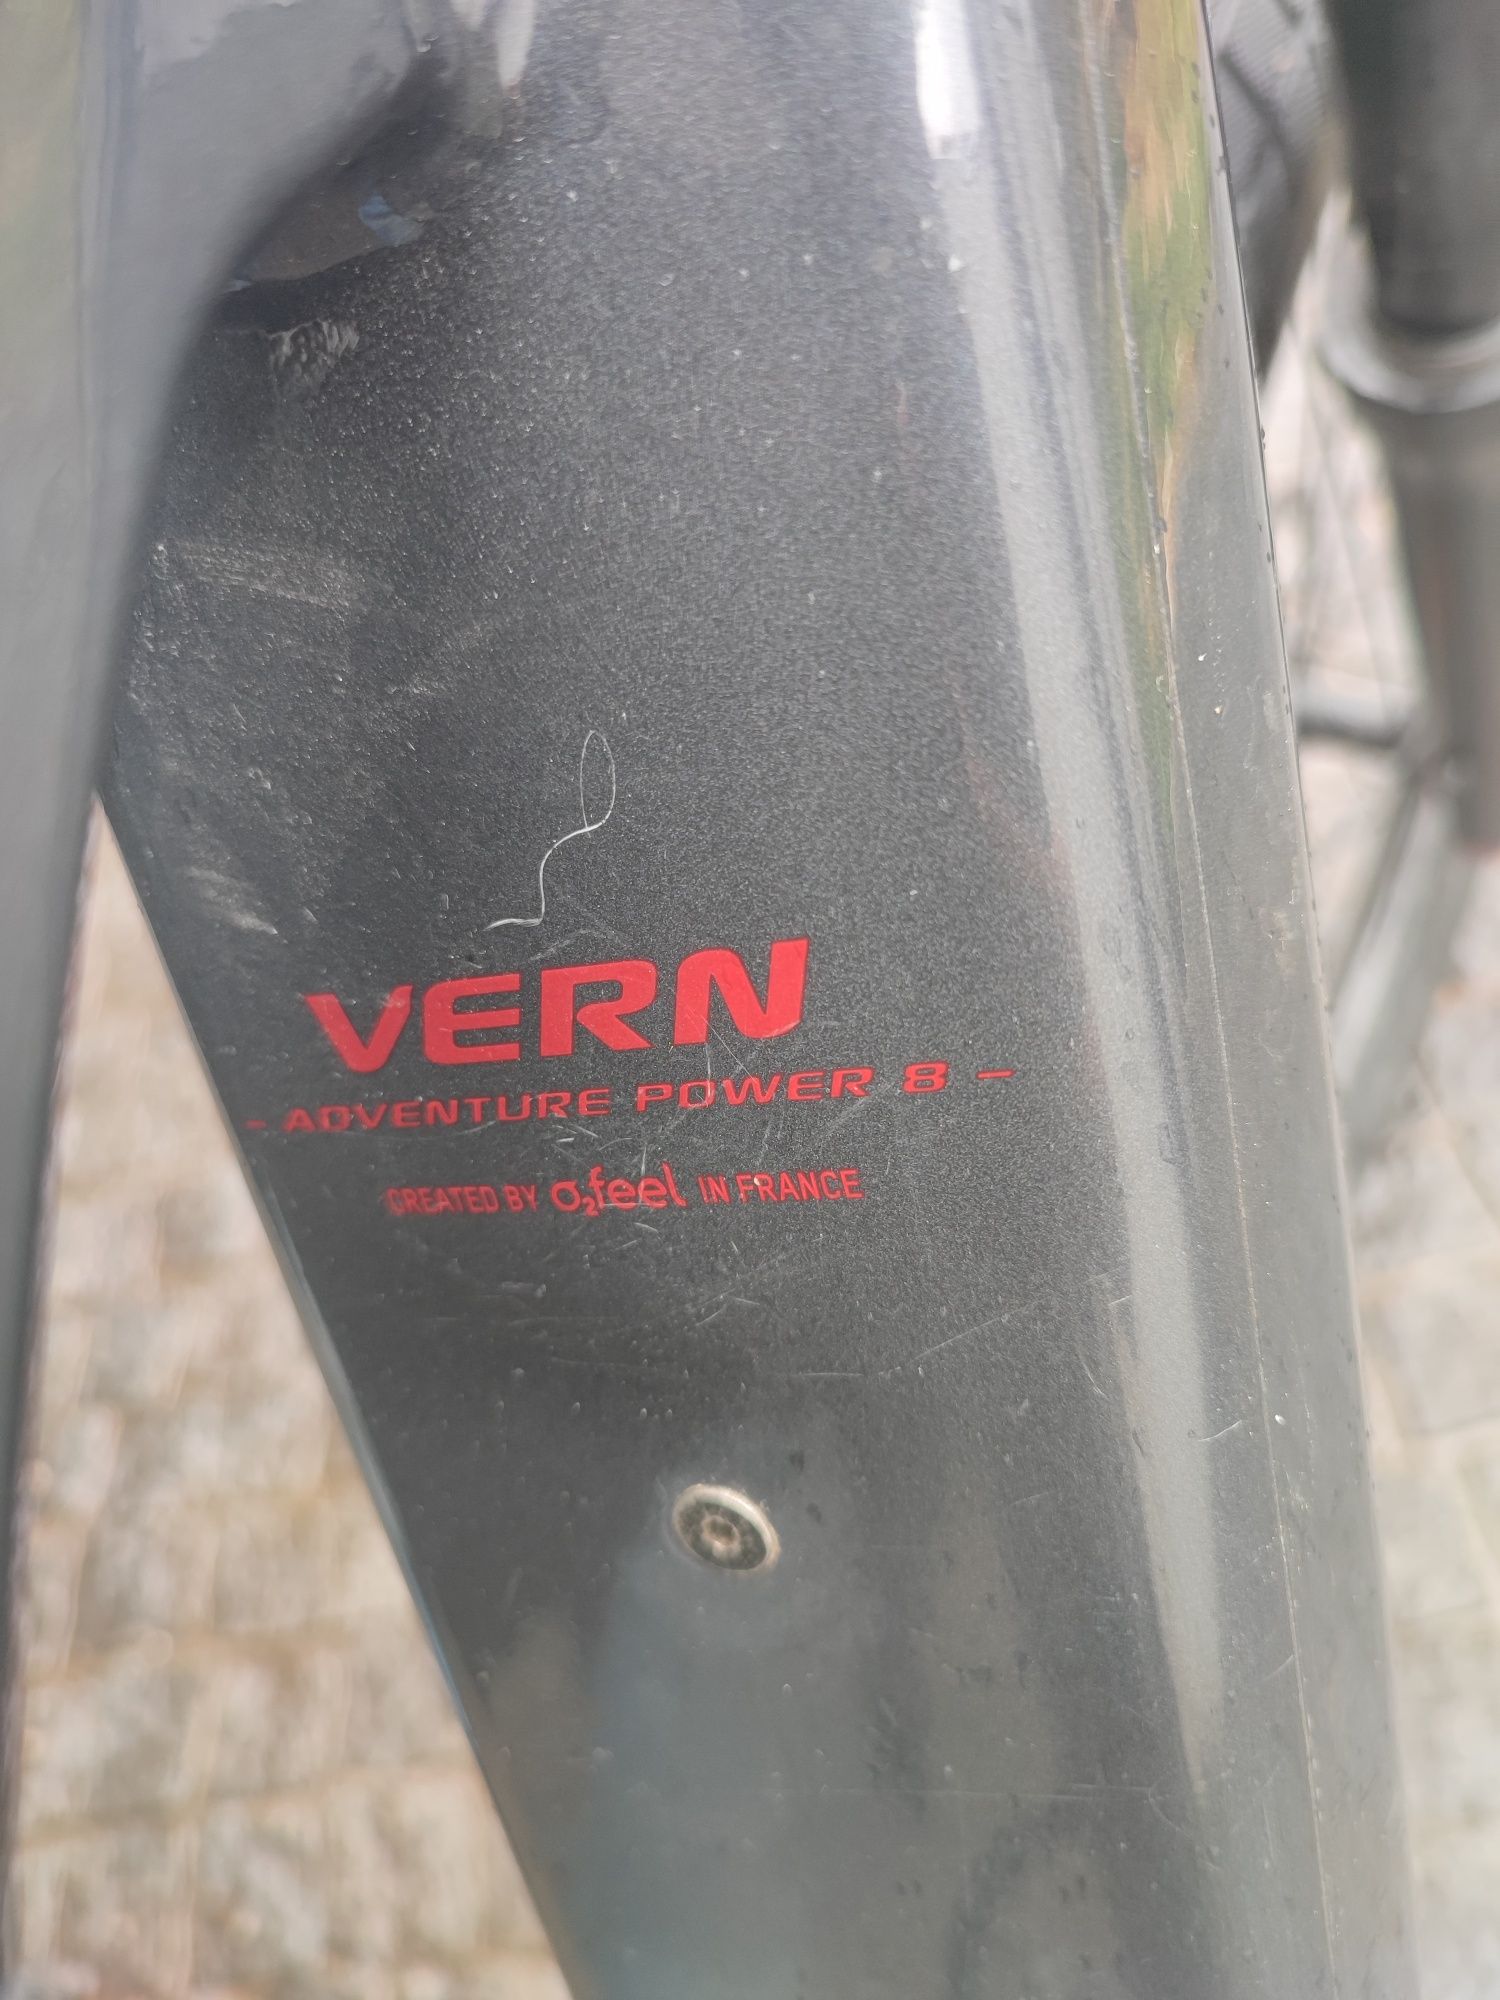 VERN
- ADVENTURE POWER 8 -
CREATED BY O2feel IN FRANCE